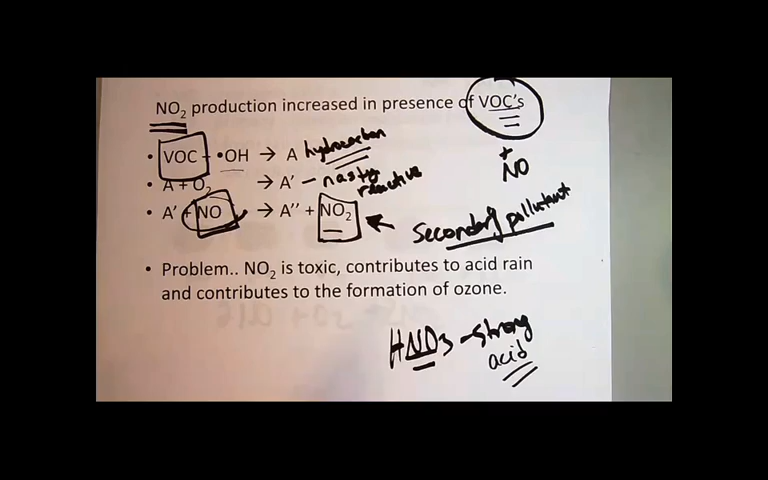 NO2 production increased in presence of VOC's
+
NO
• VOC + •OH → A hydrocarbon
• A + O2 → A' – nasty reactive
• A' + NO → A'' + NO2
Secondary pollutant
• Problem.. NO2 is toxic, contributes to acid rain
and contributes to the formation of ozone.
HNO3 – strong
acid